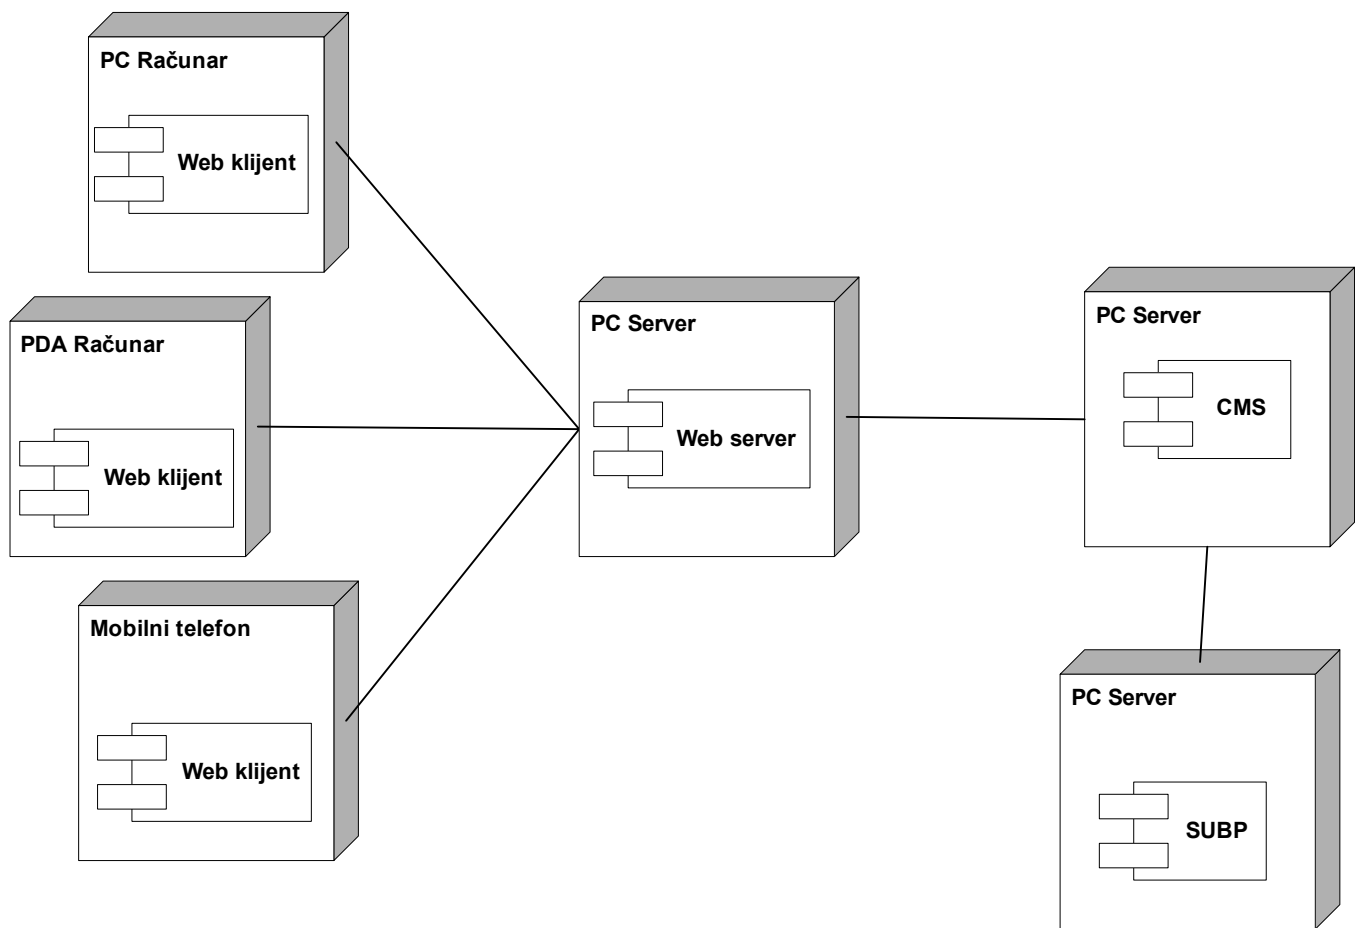 PC Računar
Web klijent
PDA Računar
Web klijent
Mobilni telefon
Web klijent
PC Server
Web server
PC Server
CMS
PC Server
SUBP